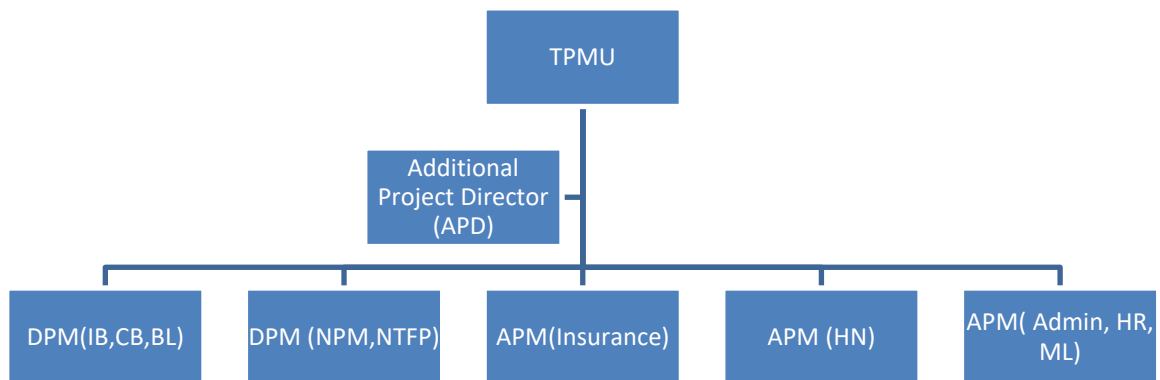 TPMU
Additional
Project Director
(APD)
DPM(IB,CB,BL)
DPM (NPM,NTFP)
APM(Insurance)
APM (HN)
APM( Admin, HR,
ML)